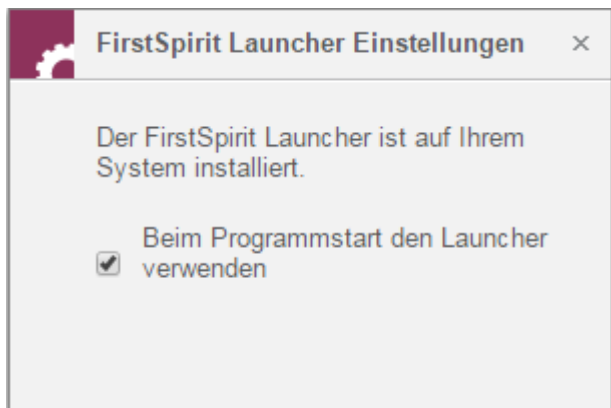 FirstSpirit Launcher Einstellungen ×
Der FirstSpirit Launcher ist auf Ihrem
System installiert.
Beim Programmstart den Launcher
verwenden